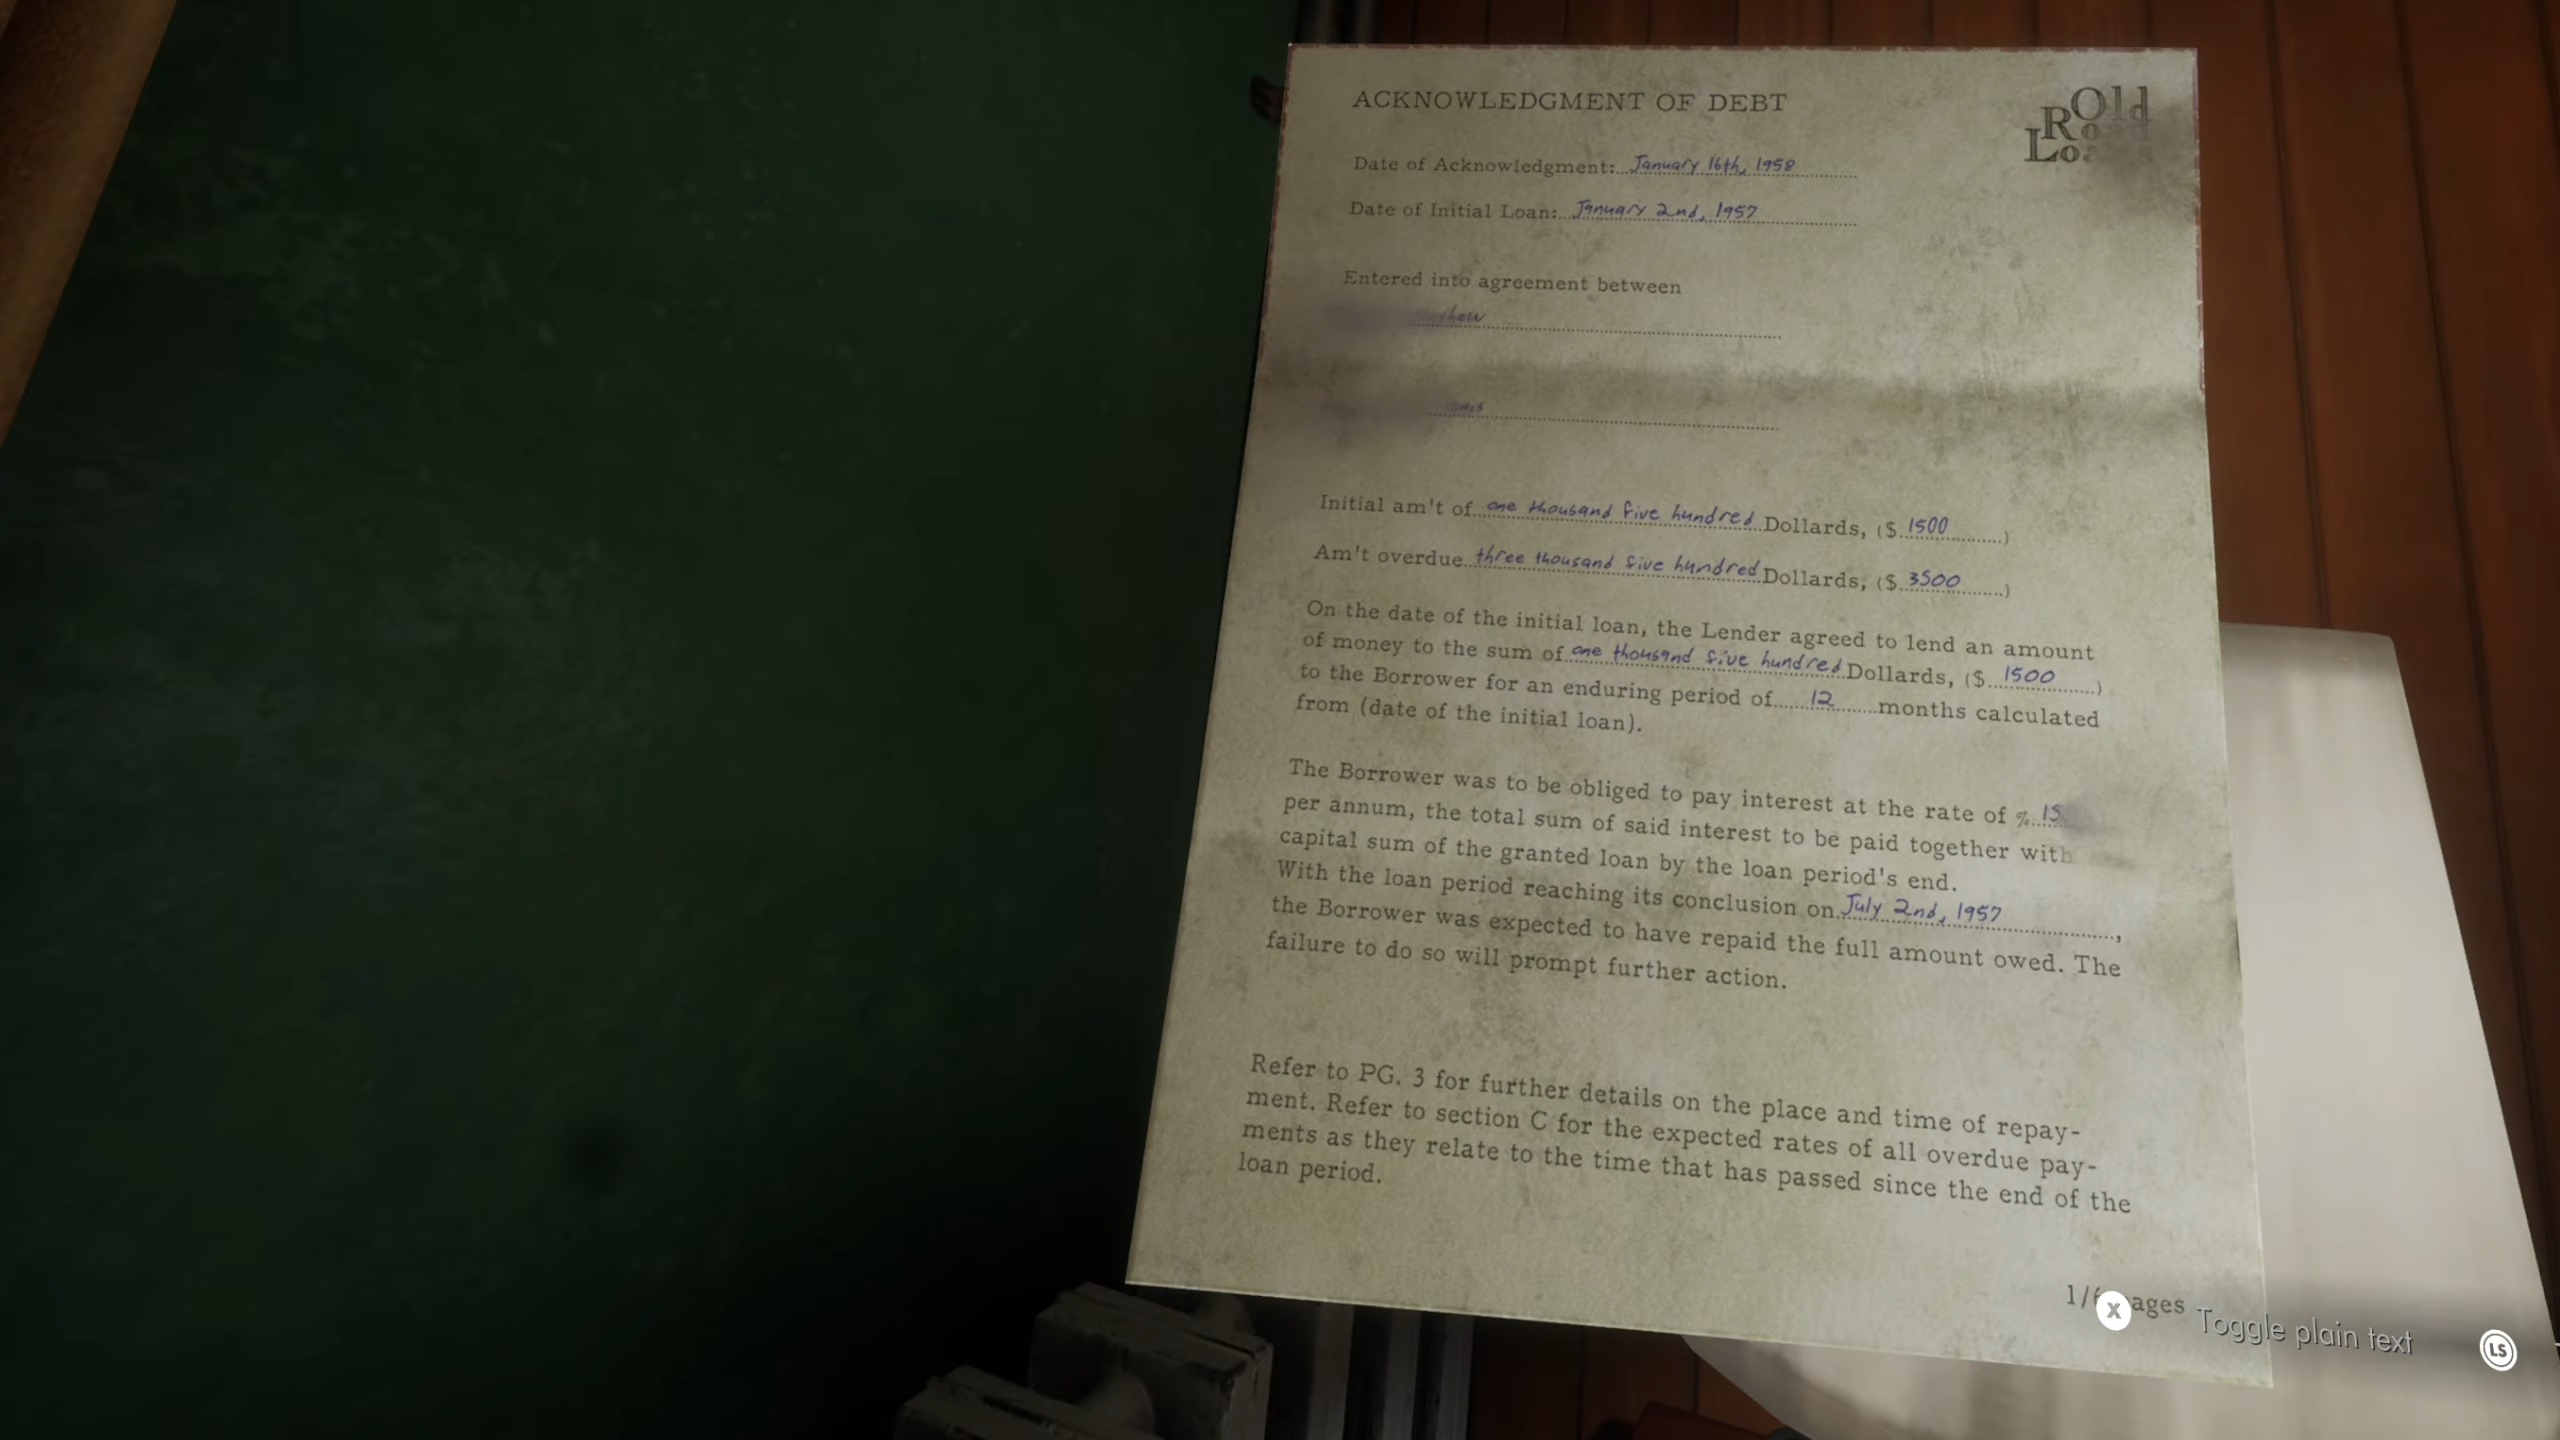 ACKNOWLEDGMENT OF DEBT
Old
Date of Acknowledgment: January 16th, 1958
Date of Initial Loan: January 2nd, 1957
Entered into agreement between
Initial am't of one thousand five hundred Dollards, ($ 1500 )
Am't overdue three thousand five hundred Dollards, ($ 3500 )
On the date of the initial loan, the Lender agreed to lend an amount
of money to the sum of one thousand five hundred Dollards, ($ 1500 )
to the Borrower for an enduring period of 12 months calculated
from (date of the initial loan).
The Borrower was to be obliged to pay interest at the rate of %
per annum, the total sum of said interest to be paid together with
capital sum of the granted loan by the loan period's end.
With the loan period reaching its conclusion on July 2nd, 1957,
the Borrower was expected to have repaid the full amount owed. The
failure to do so will prompt further action.
Refer to PG. 3 for further details on the place and time of repay-
ment. Refer to section C for the expected rates of all overdue pay-
ments as they relate to the time that has passed since the end of the
loan period.
X Toggle plain text
LS